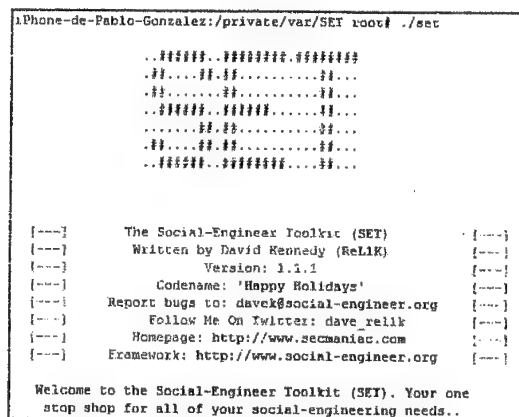 iPhone-de-Pablo-Gonzalez:/private/var/SET root# ./set
..######..########.########
.##....##.##..........##...
.##.......##..........##...
..######..######......##...
.......##.##..........##...
.##....##.##..........##...
..######..########....##...
[---] The Social-Engineer Toolkit (SET) [---]
[---] Written by David Kennedy (ReL1K) [---]
[---] Version: 1.1.1 [---]
[---] Codename: 'Happy Holidays' [---]
[---] Report bugs to: davek@social-engineer.org [---]
[---] Follow Me On Twitter: dave_rel1k [---]
[---] Homepage: http://www.secmaniac.com [---]
[---] Framework: http://www.social-engineer.org [---]
Welcome to the Social-Engineer Toolkit (SET). Your one
stop shop for all of your social-engineering needs..